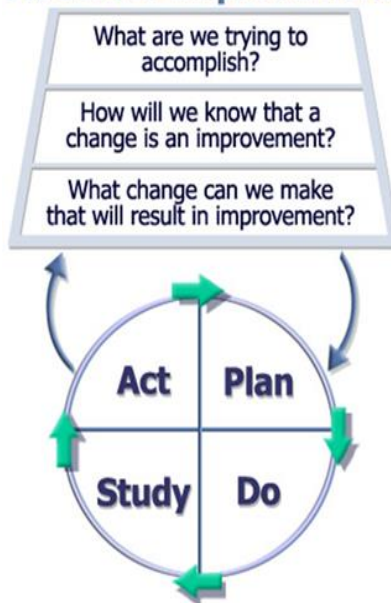 What are we trying to
accomplish?
How will we know that a
change is an improvement?
What change can we make
that will result in improvement?
Act
Plan
Study
Do